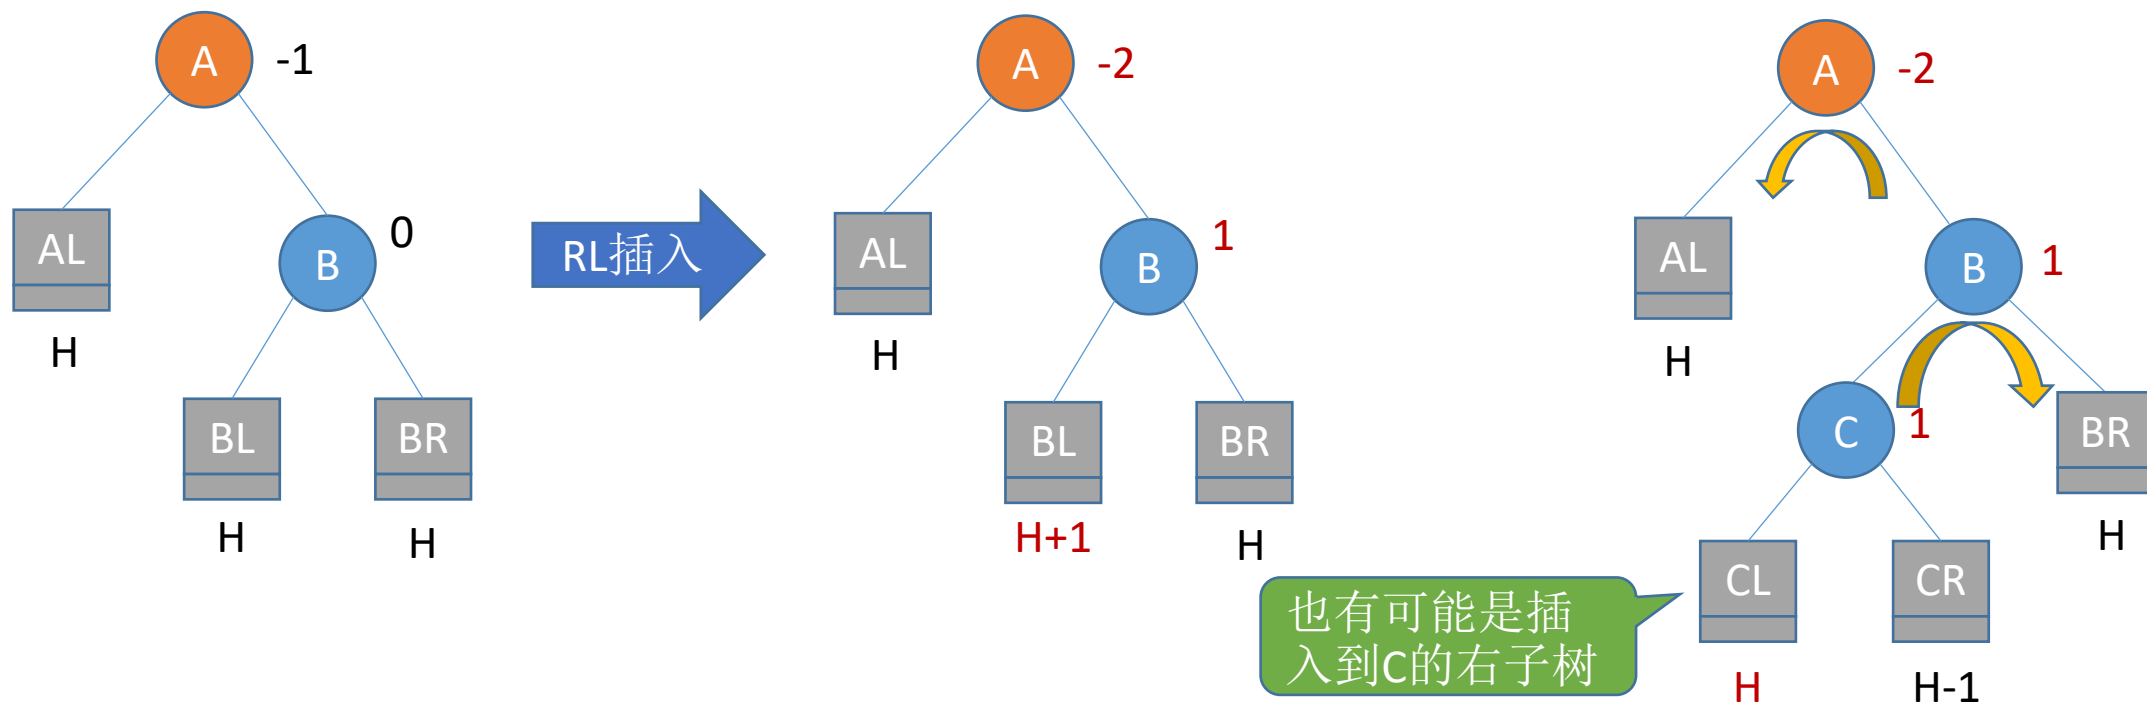 A -1
AL
B 0
H
BL BR
H H
RL插入
A -2
AL
B 1
H
BL BR
H+1 H
A -2
AL
B 1
H
C 1
BR
H
CL CR
H H-1
也有可能是插
入到C的右子树